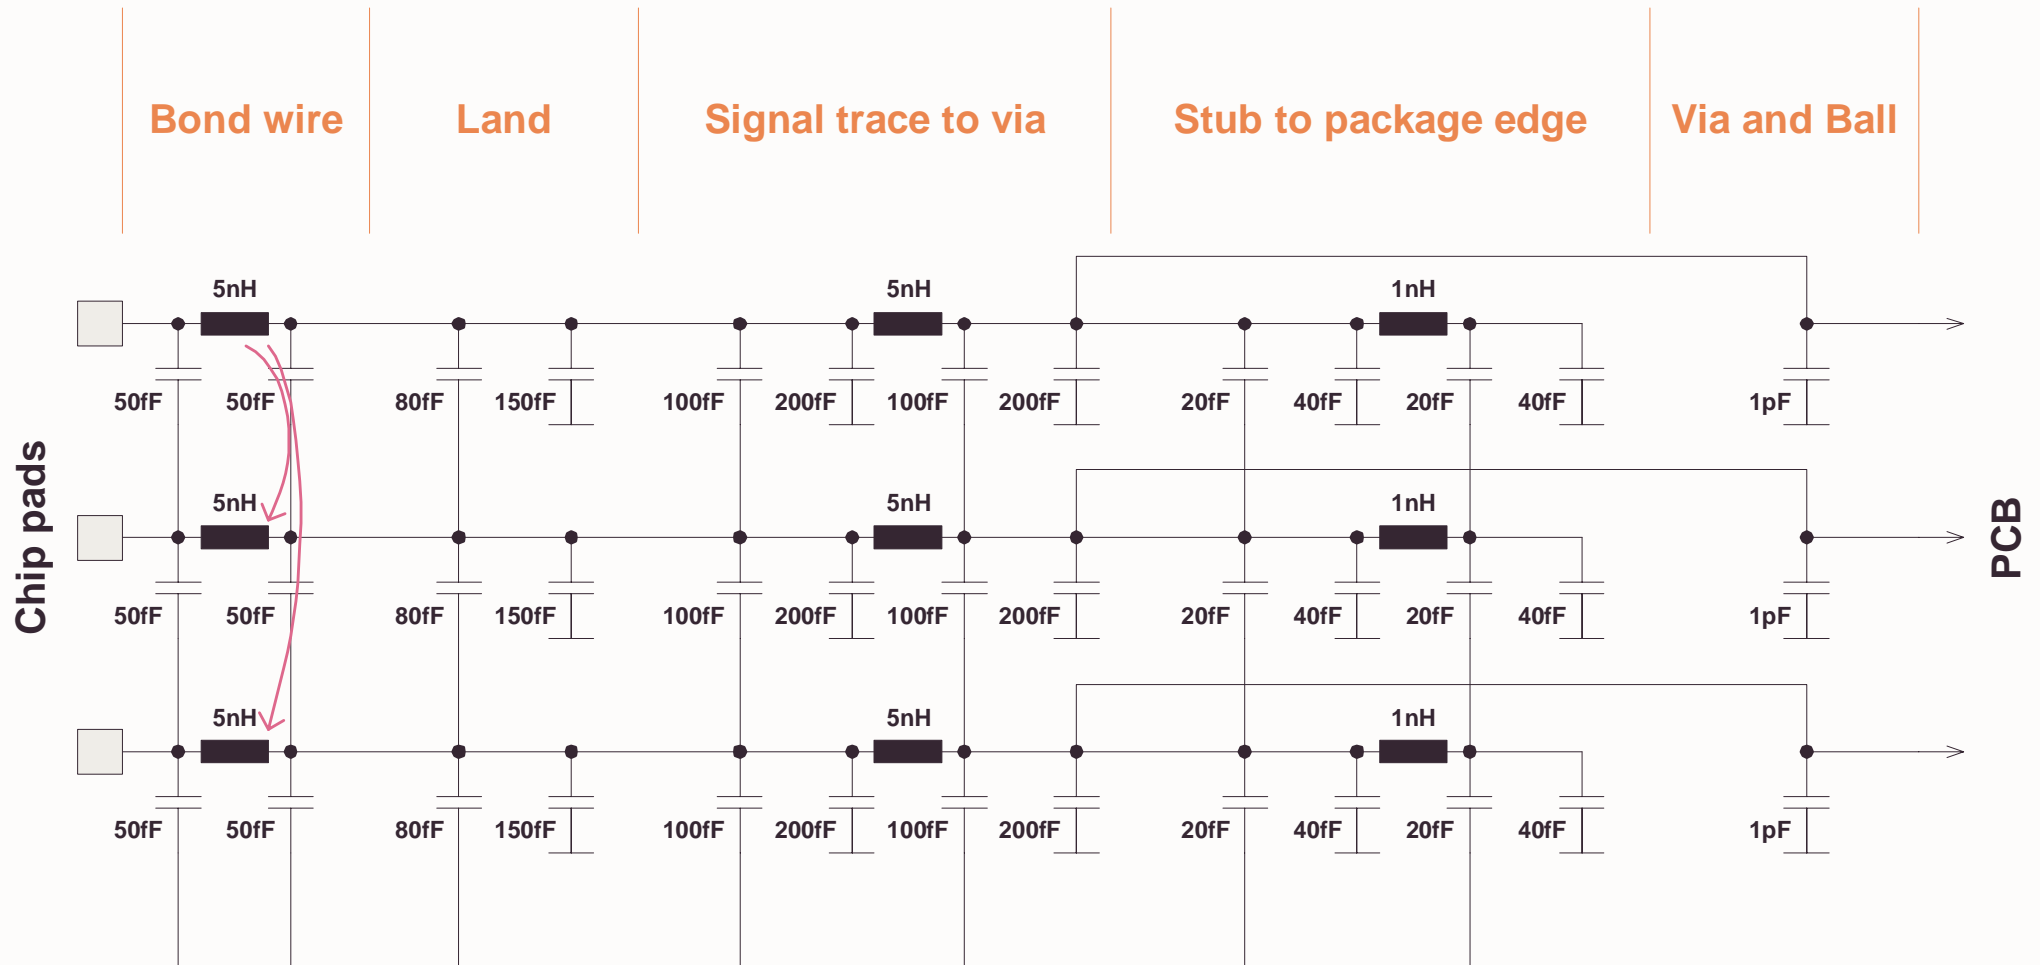 Bond wire Land Signal trace to via Stub to package edge Via and Ball
5nH 5nH 1nH
50fF 50fF 80fF 150fF 100fF 200fF 100fF 200fF 20fF 40fF 20fF 40fF 1pF
Chip pads
5nH 5nH 1nH
PCB
50fF 50fF 80fF 150fF 100fF 200fF 100fF 200fF 20fF 40fF 20fF 40fF 1pF
5nH 5nH 1nH
50fF 50fF 80fF 150fF 100fF 200fF 100fF 200fF 20fF 40fF 20fF 40fF 1pF